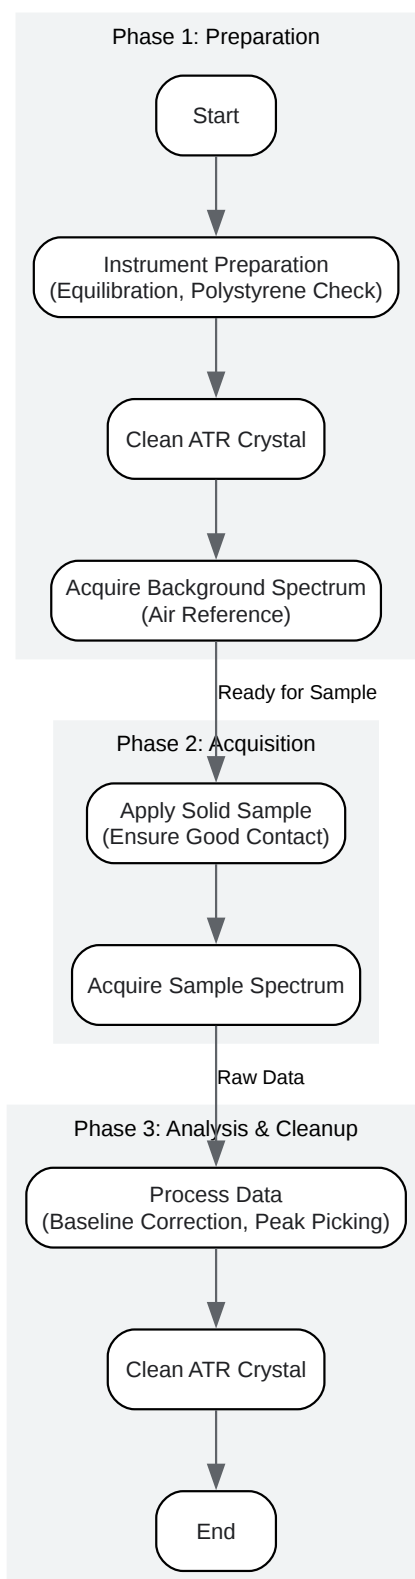 Phase 1: Preparation
Start
Instrument Preparation
(Equilibration, Polystyrene Check)
Clean ATR Crystal
Acquire Background Spectrum
(Air Reference)
Ready for Sample
Phase 2: Acquisition
Apply Solid Sample
(Ensure Good Contact)
Acquire Sample Spectrum
Raw Data
Phase 3: Analysis & Cleanup
Process Data
(Baseline Correction, Peak Picking)
Clean ATR Crystal
End